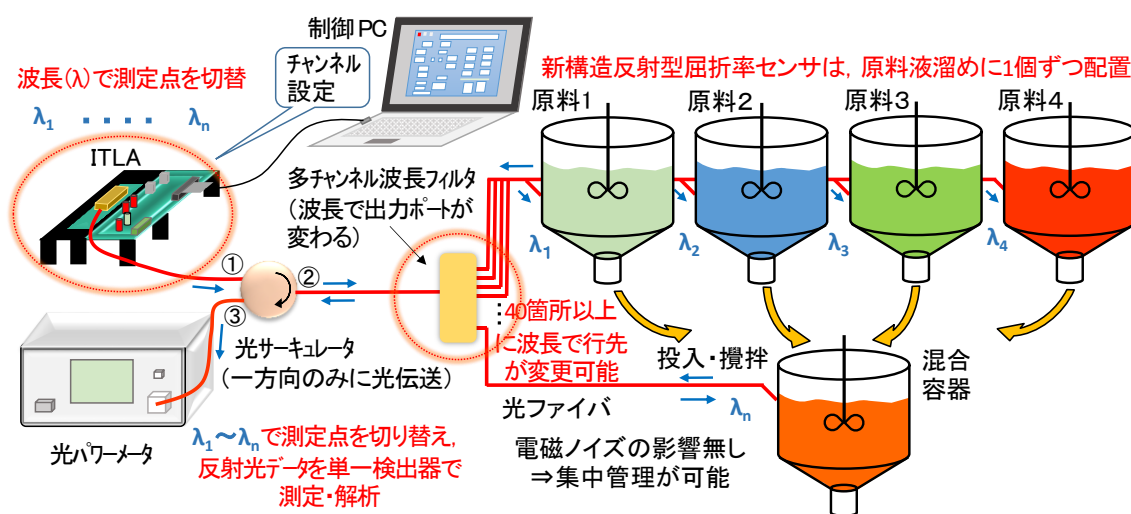 制御PC
チャンネル
設定
波長(λ)で測定点を切替
λ1 ・・・・ λn
ITLA
新構造反射型屈折率センサは，原料液溜めに1個ずつ配置
原料1
原料2
原料3
原料4
多チャンネル波長フィルタ
（波長で出力ポートが
変わる）
λ1
λ2
λ3
λ4
①
②
③
⋮40箇所以上
に波長で行先
が変更可能
光サーキュレータ
（一方向のみに光伝送）
投入・攪拌
混合
容器
λn
光ファイバ
光パワーメータ
λ1～λnで測定点を切り替え，
反射光データを単一検出器で
測定・解析
電磁ノイズの影響無し
⇒集中管理が可能